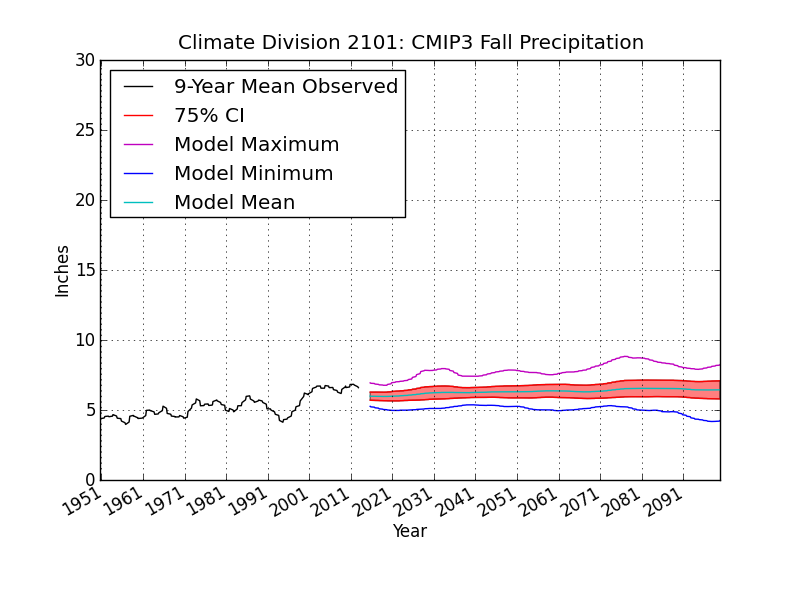 Climate Division 2101: CMIP3 Fall Precipitation
30
25
20
15
10
5
0
Inches
9-Year Mean Observed
75% CI
Model Maximum
Model Minimum
Model Mean
1951 1961 1971 1981 1991 2001 2011 2021 2031 2041 2051 2061 2071 2081 2091
Year